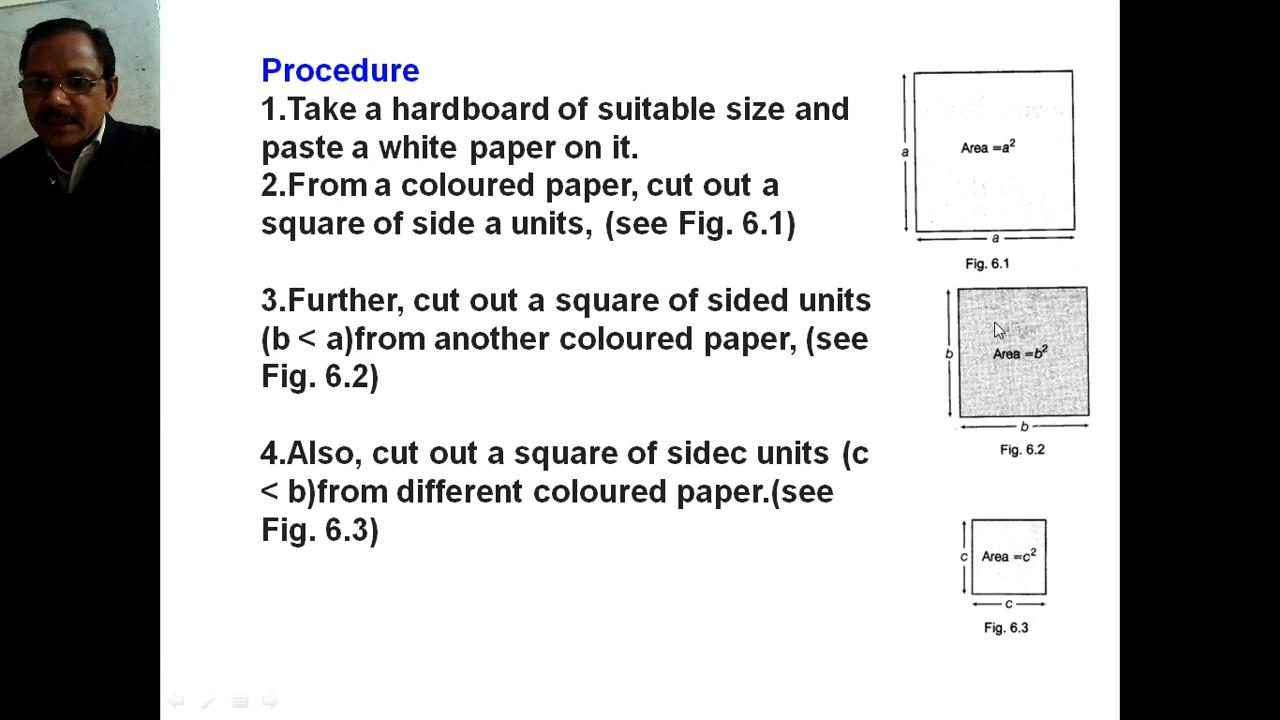 Procedure
1.Take a hardboard of suitable size and
paste a white paper on it.
2.From a coloured paper, cut out a
square of side a units, (see Fig. 6.1)
3.Further, cut out a square of sided units
(b < a)from another coloured paper, (see
Fig. 6.2)
4.Also, cut out a square of sidec units (c
< b)from different coloured paper.(see
Fig. 6.3)
a
Area =a²
a
Fig. 6.1
b
Area =b²
b
Fig. 6.2
c
Area =c²
c
Fig. 6.3